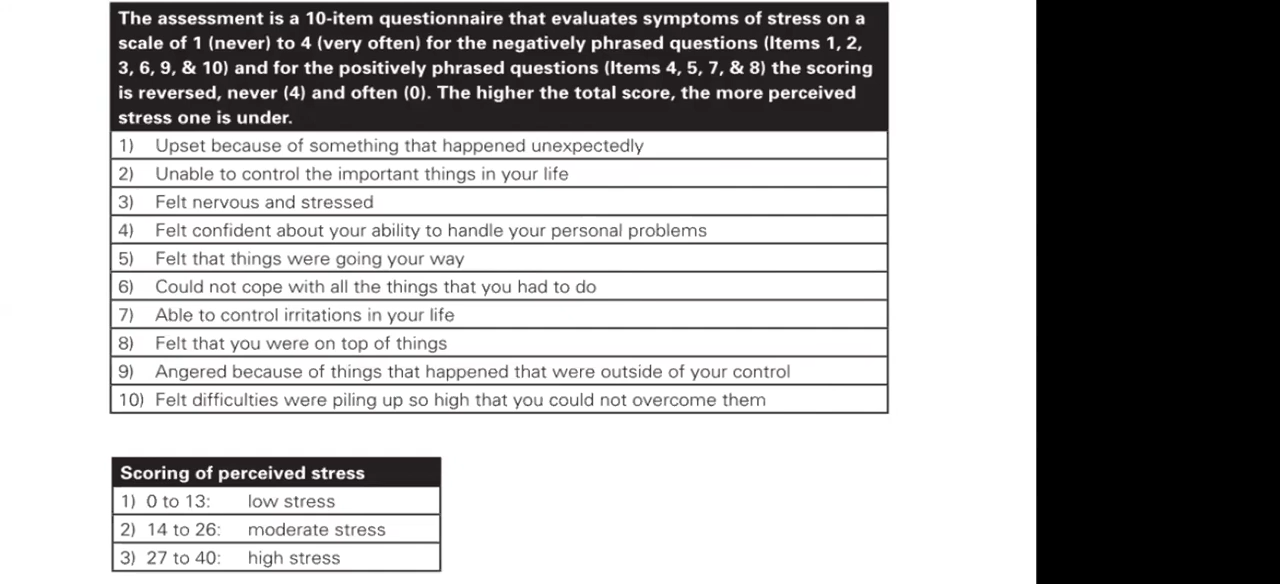 The assessment is a 10-item questionnaire that evaluates symptoms of stress on a
scale of 1 (never) to 4 (very often) for the negatively phrased questions (Items 1, 2,
3, 6, 9, & 10) and for the positively phrased questions (Items 4, 5, 7, & 8) the scoring
is reversed, never (4) and often (0). The higher the total score, the more perceived
stress one is under.
1) Upset because of something that happened unexpectedly
2) Unable to control the important things in your life
3) Felt nervous and stressed
4) Felt confident about your ability to handle your personal problems
5) Felt that things were going your way
6) Could not cope with all the things that you had to do
7) Able to control irritations in your life
8) Felt that you were on top of things
9) Angered because of things that happened that were outside of your control
10) Felt difficulties were piling up so high that you could not overcome them
Scoring of perceived stress
1) 0 to 13: low stress
2) 14 to 26: moderate stress
3) 27 to 40: high stress